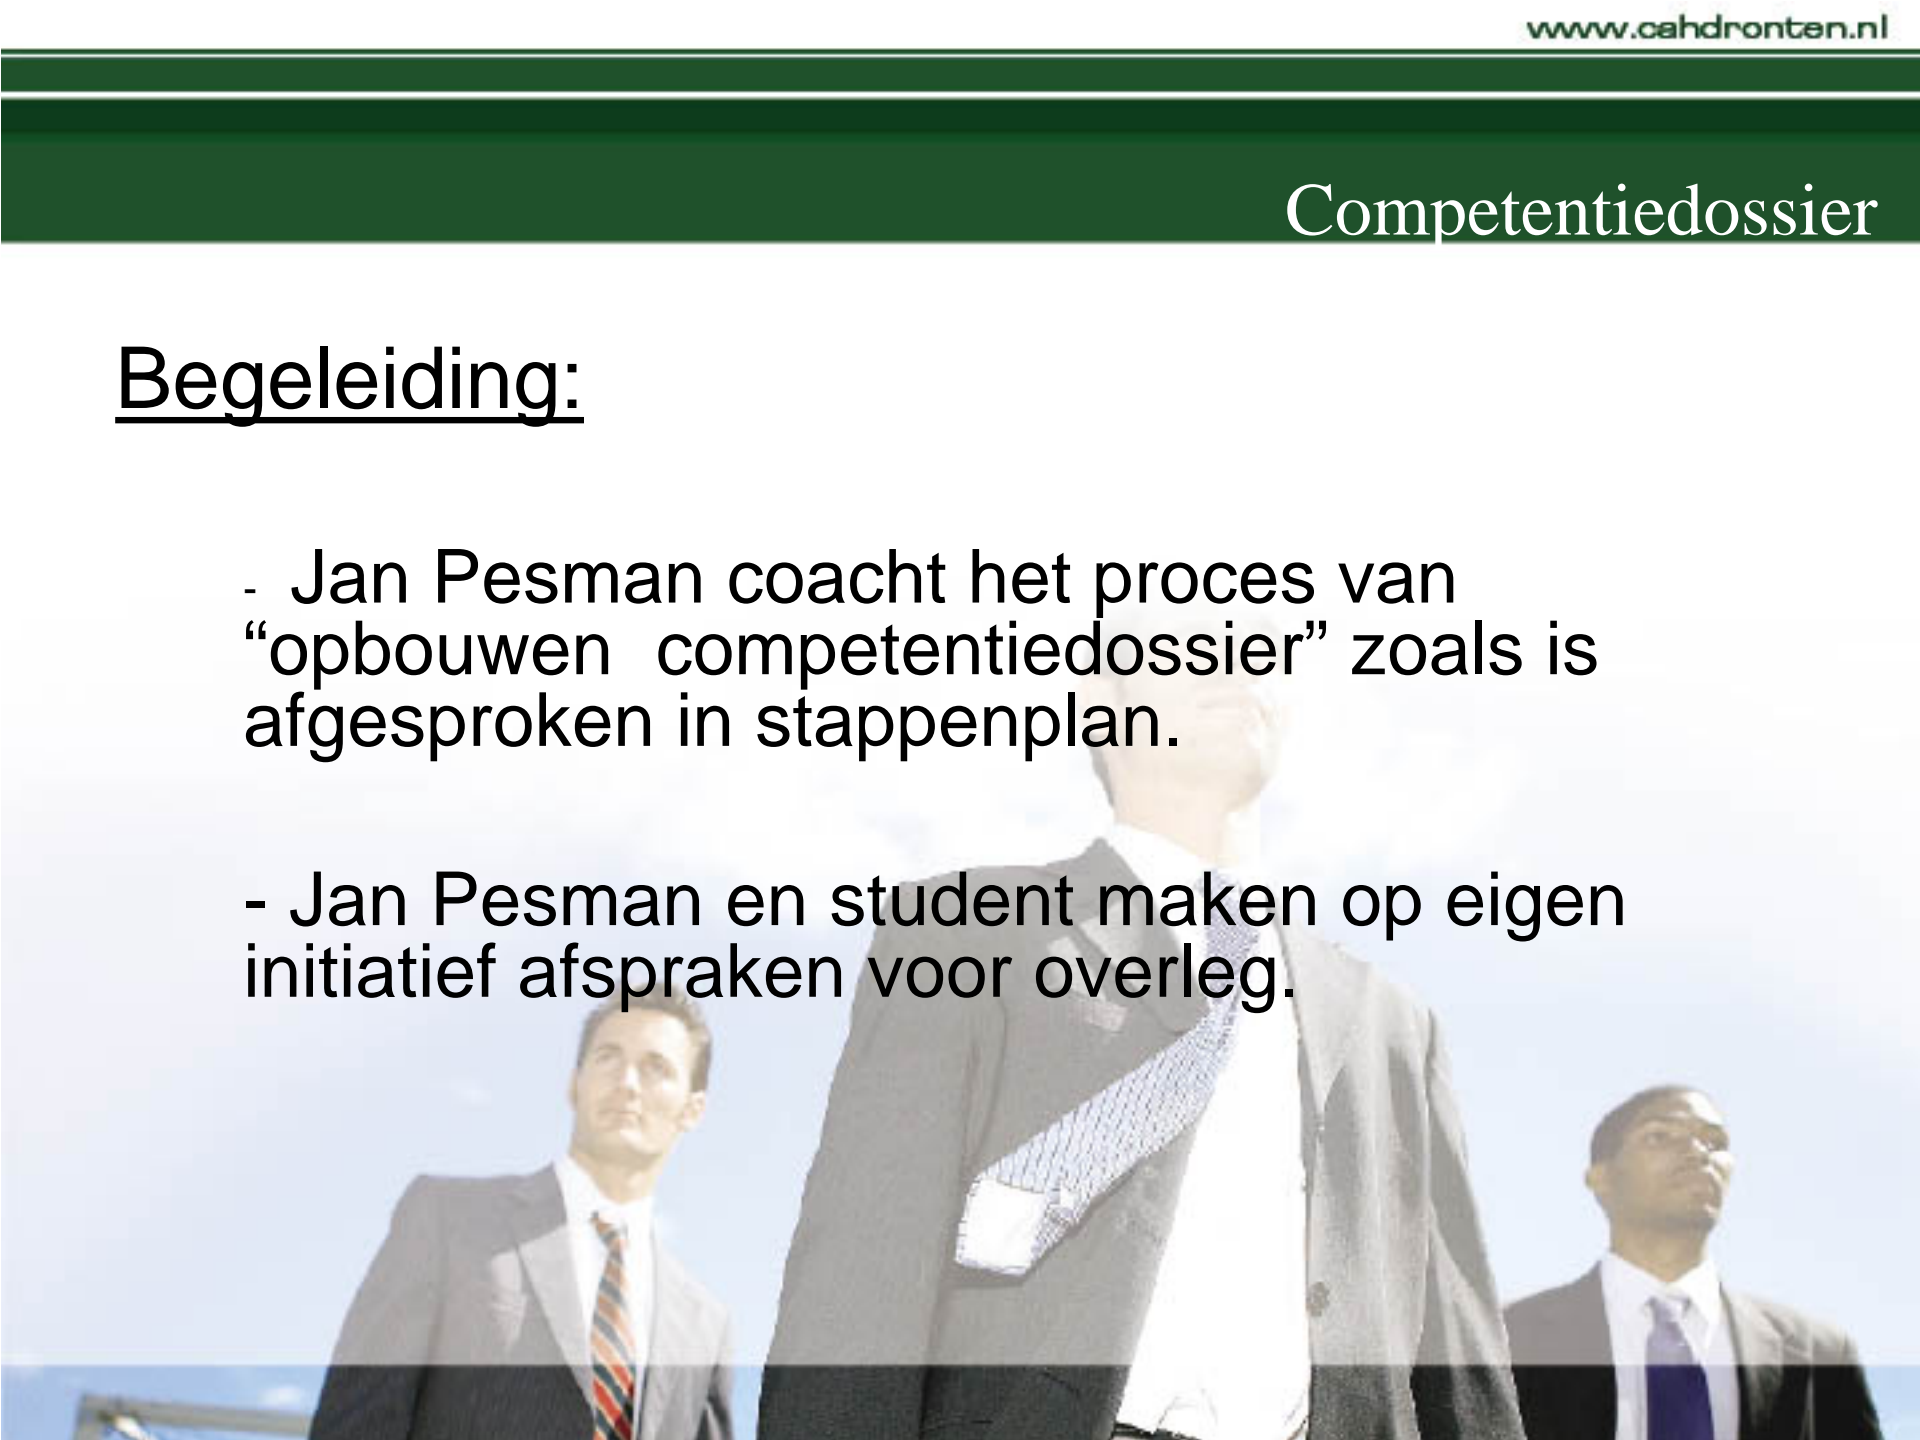 www.cahdronten.nl
Competentiedossier
Begeleiding:
- Jan Pesman coacht het proces van
“opbouwen  competentiedossier” zoals is
afgesproken in stappenplan.
- Jan Pesman en student maken op eigen
initiatief afspraken voor overleg.